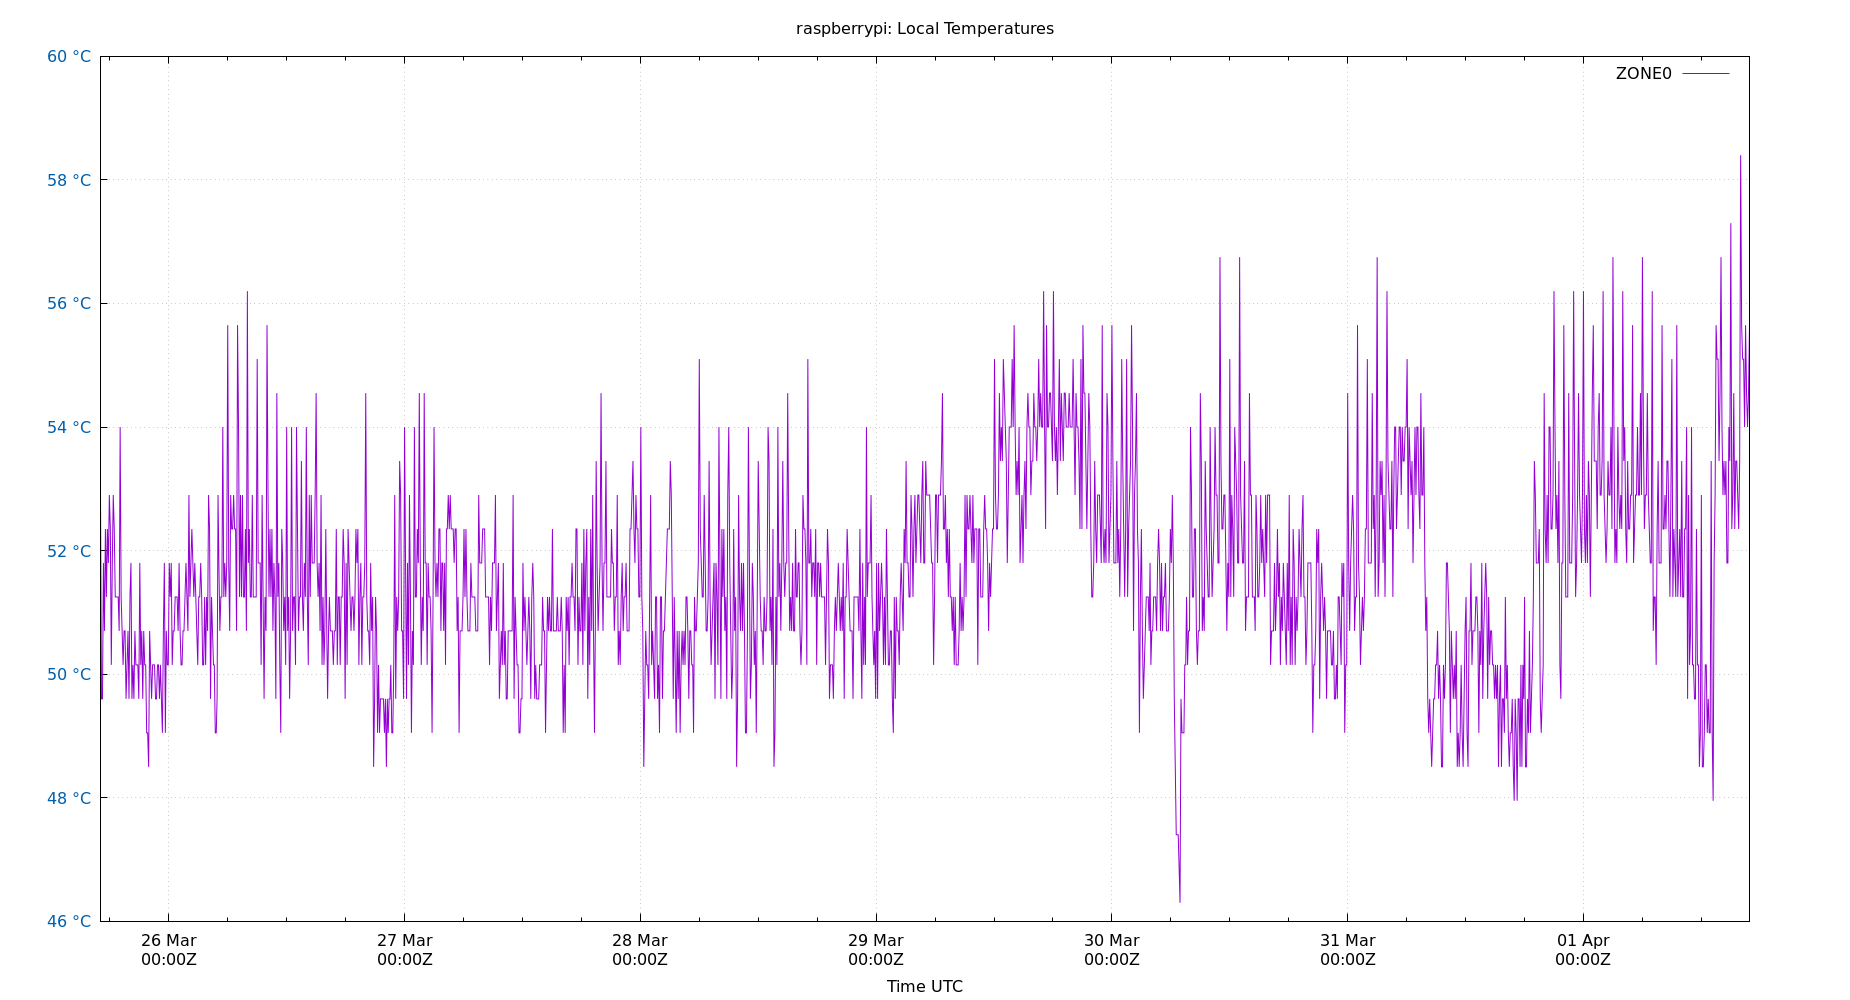 raspberrypi: Local Temperatures
60 °C
ZONE0
58 °C
56 °C
54 °C
52 °C
50 °C
48 °C
46 °C
26 Mar 27 Mar 28 Mar 29 Mar 30 Mar 31 Mar 01 Apr
00:00Z 00:00Z 00:00Z 00:00Z 00:00Z 00:00Z 00:00Z
Time UTC